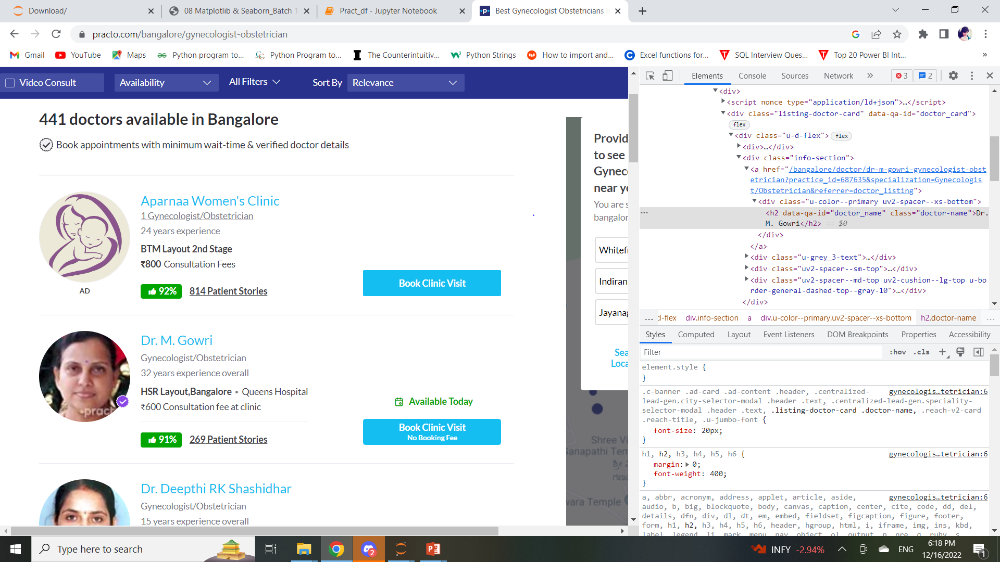 Download/
08 Matplotlib & Seaborn_Batch 1
Pract_df - Jupyter Notebook
Best Gynecologist Obstetricians I
practo.com/bangalore/gynecologist-obstetrician
Gmail
YouTube
Maps
Python program to...
Python Program to...
The Counterintuitiv...
Python Strings
How to import and...
Excel functions for...
SQL Interview Ques...
Top 20 Power BI Int...
»
Video Consult
Availability
All Filters
Sort By
Relevance
441 doctors available in Bangalore
Book appointments with minimum wait-time & verified doctor details
Aparnaa Women's Clinic
1 Gynecologist/Obstetrician
24 years experience
BTM Layout 2nd Stage
₹800 Consultation Fees
AD
92%
814 Patient Stories
Book Clinic Visit
Dr. M. Gowri
Gynecologist/Obstetrician
32 years experience overall
HSR Layout,Bangalore • Queens Hospital
₹600 Consultation fee at clinic
91%
269 Patient Stories
Available Today
Book Clinic Visit
No Booking Fee
Dr. Deepthi RK Shashidhar
Gynecologist/Obstetrician
15 years experience overall
Provid
to see
Gynec
near yo
You are s
bangalor
Whitefi
Indiran
Jayanag
Sea
Loca
Shree Vi
Ganapathi Tem
wara Temple
Elements
Console
Sources
Network
»
3
2
<div>
<script nonce type="application/ld+json">…</script>
<div class="listing-doctor-card" data-qa-id="doctor_card">
flex
<div class="u-d-flex"> flex
<div>…</div>
<div class="info-section">
<a href="/bangalore/doctor/dr-m-gowri-gynecologist-obst
etrician?practice_id=687635&specialization=Gynecologis
t/Obstetrician&referrer=doctor_listing">
<div class="u-color--primary uv2-spacer--xs-bottom">
<h2 data-qa-id="doctor_name" class="doctor-name">Dr.
M. Gowri</h2> == $0
</div>
</a>
<div class="u-grey_3-text">…</div>
<div class="uv2-spacer--sm-top">…</div>
<div class="uv2-spacer--md-top uv2-cushion--lg-top u-bo
rder-general-dashed-top--gray-10">…</div>
</div>
… d-flex div.info-section a div.u-color--primary.uv2-spacer--xs-bottom h2.doctor-name …
Styles
Computed
Layout
Event Listeners
DOM Breakpoints
Properties
Accessibility
Filter
:hov .cls
element.style {
}
.c-banner .ad-card .ad-content .header, .centralized- gynecologis…tetrician:6
lead-gen.city-selector-modal .header .text, .centralized-lead-gen.speciality-
selector-modal .header .text, .listing-doctor-card .doctor-name, .reach-v2-card
.reach-title, .u-jumbo-font {
font-size: 20px;
}
h1, h2, h3, h4, h5, h6 { gynecologis…tetrician:6
margin: 0;
font-weight: 400;
}
a, abbr, acronym, address, applet, article, aside, gynecologis…tetrician:6
audio, b, big, blockquote, body, canvas, caption, center, cite, code, dd, del,
details, dfn, div, dl, dt, em, embed, fieldset, figcaption, figure, footer,
form, h1, h2, h3, h4, h5, h6, header, hgroup, html, i, iframe, img, ins, kbd,
label, legend, li, mark, menu, nav, object, ol, output, p, pre, q, ruby, s,
Type here to search
2
INFY -2.94%
ENG
6:18 PM
12/16/2022
1